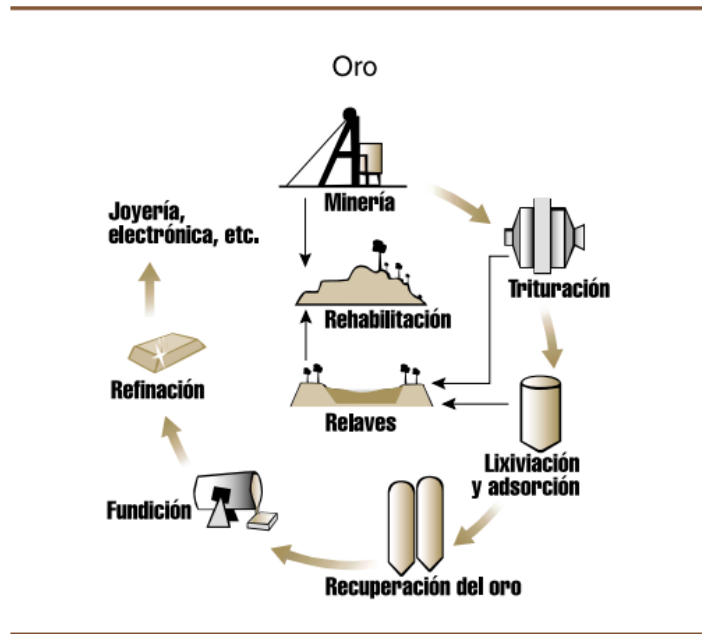 Oro
Minería
Joyería,
electrónica, etc.
Trituración
Rehabilitación
Refinación
Relaves
Lixiviación
y adsorción
Fundición
Recuperación del oro